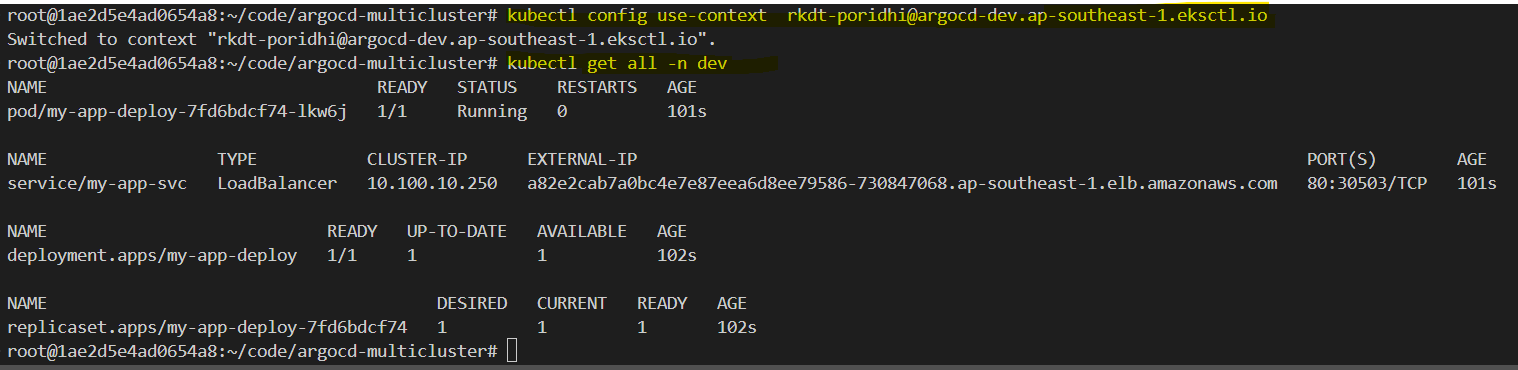 root@1ae2d5e4ad0654a8:~/code/argocd-multicluster# kubectl config use-context  rkdt-poridhi@argocd-dev.ap-southeast-1.eksctl.io
Switched to context "rkdt-poridhi@argocd-dev.ap-southeast-1.eksctl.io".
root@1ae2d5e4ad0654a8:~/code/argocd-multicluster# kubectl get all -n dev
NAME                                 READY   STATUS    RESTARTS   AGE
pod/my-app-deploy-7fd6bdcf74-lkw6j   1/1     Running   0          101s
NAME                 TYPE           CLUSTER-IP      EXTERNAL-IP                                                                   PORT(S)        AGE
service/my-app-svc   LoadBalancer   10.100.10.250   a82e2cab7a0bc4e7e87eea6d8ee79586-730847068.ap-southeast-1.elb.amazonaws.com   80:30503/TCP   101s
NAME                            READY   UP-TO-DATE   AVAILABLE   AGE
deployment.apps/my-app-deploy   1/1     1            1           102s
NAME                                       DESIRED   CURRENT   READY   AGE
replicaset.apps/my-app-deploy-7fd6bdcf74   1         1         1       102s
root@1ae2d5e4ad0654a8:~/code/argocd-multicluster#